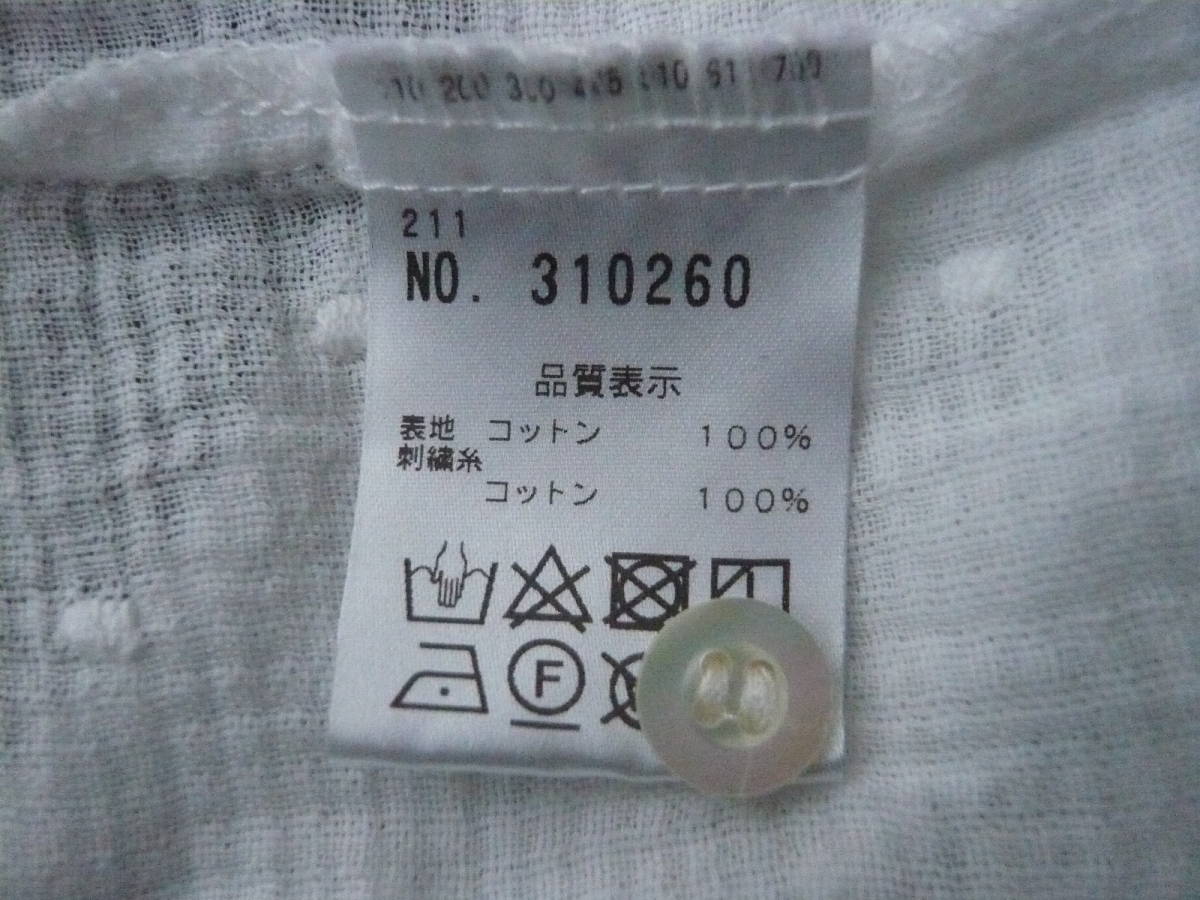 211
NO. 310260
品質表示
表地 コットン 100%
刺繍糸
コットン 100%
F